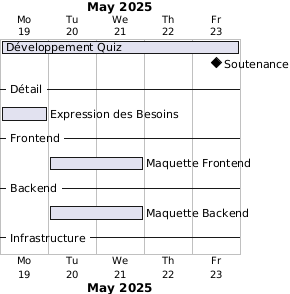 May 2025
Mo Tu We Th Fr
19 20 21 22 23
Développement Quiz
Soutenance
Détail
Expression des Besoins
Frontend
Maquette Frontend
Backend
Maquette Backend
Infrastructure
Mo Tu We Th Fr
19 20 21 22 23
May 2025